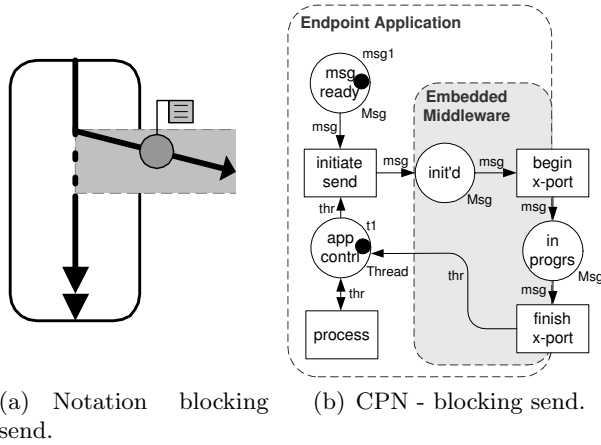 Endpoint Application
msg1
msg
ready
Msg
msg
Embedded
Middleware
initiate
send
msg
init'd
msg
begin
x-port
Msg
thr
msg
t1
app
contrl
in
progrs
Thread
Msg
thr
thr
msg
process
finish
x-port
(a) Notation blocking
send.
(b) CPN - blocking send.